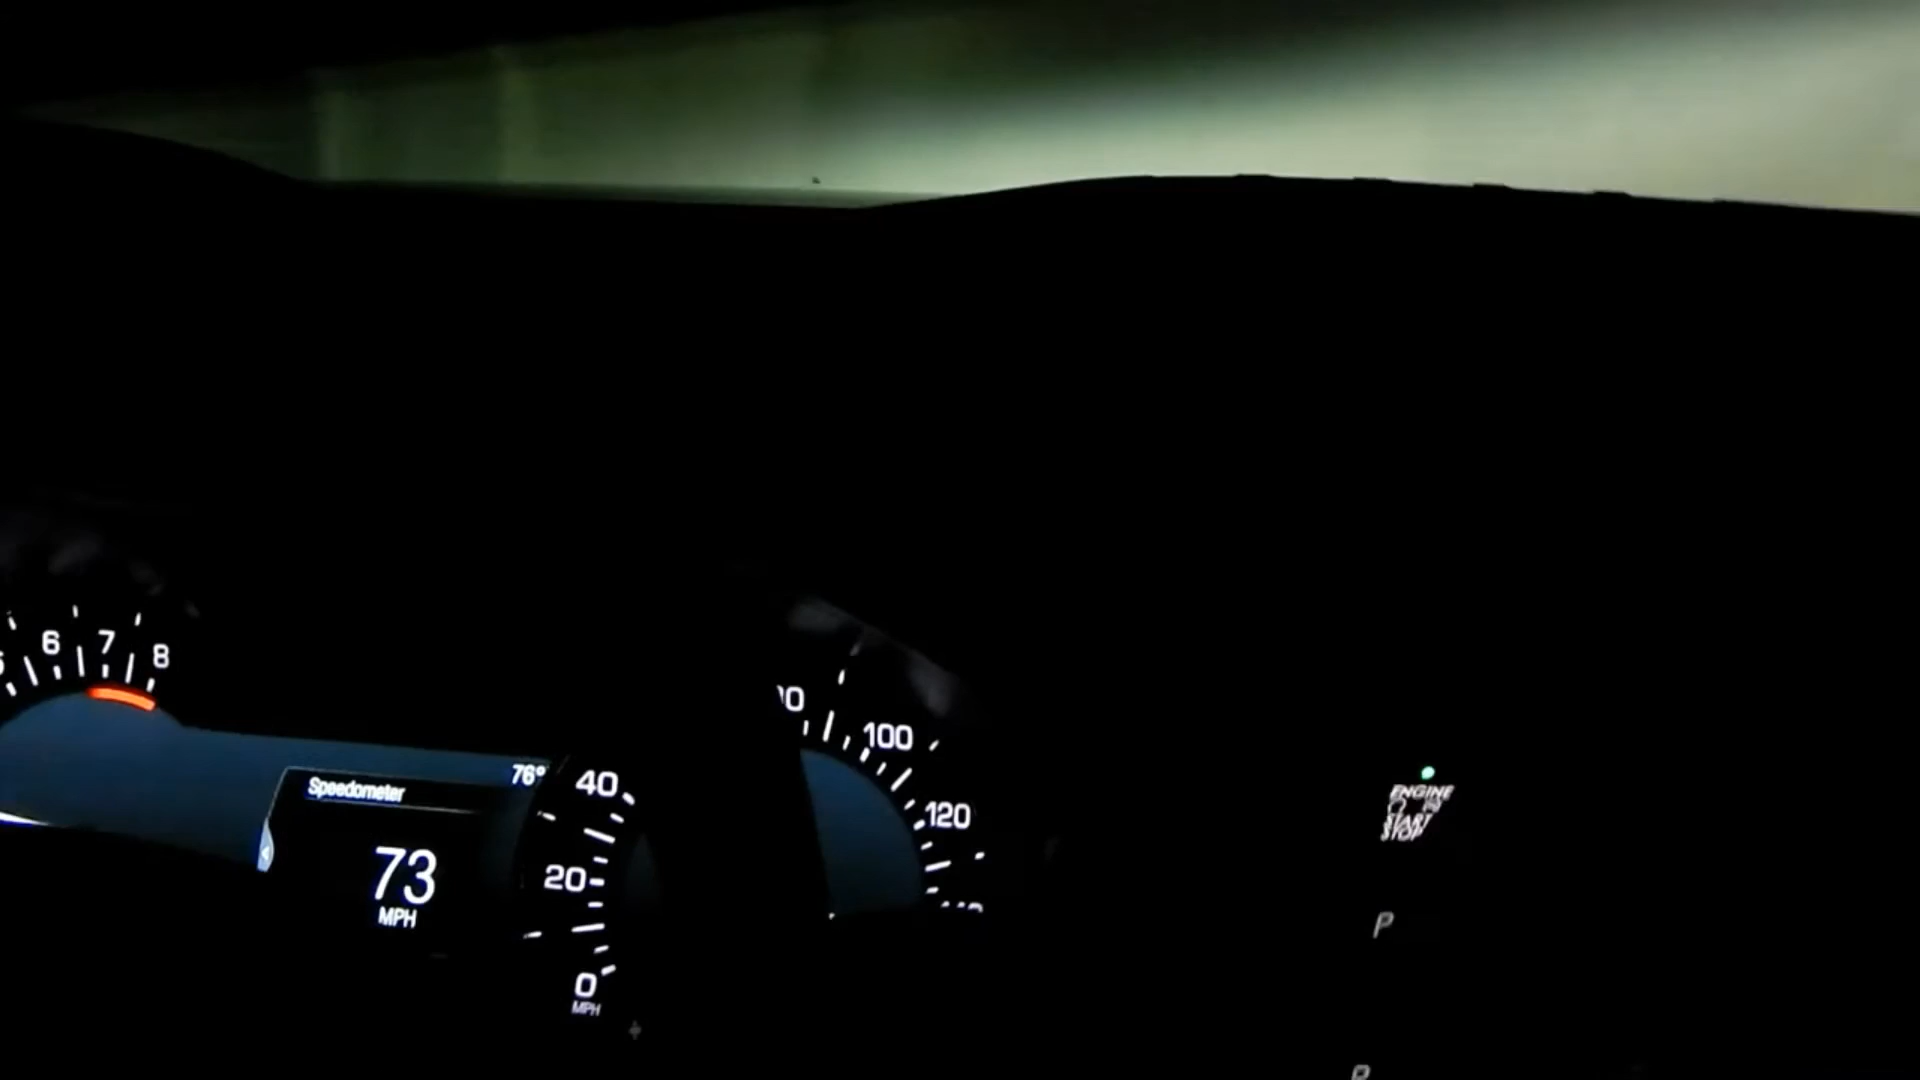 6 7 8
100
76°
40
Speedometer
120
ENGINE
START
STOP
73
20
MPH
P
0
MPH